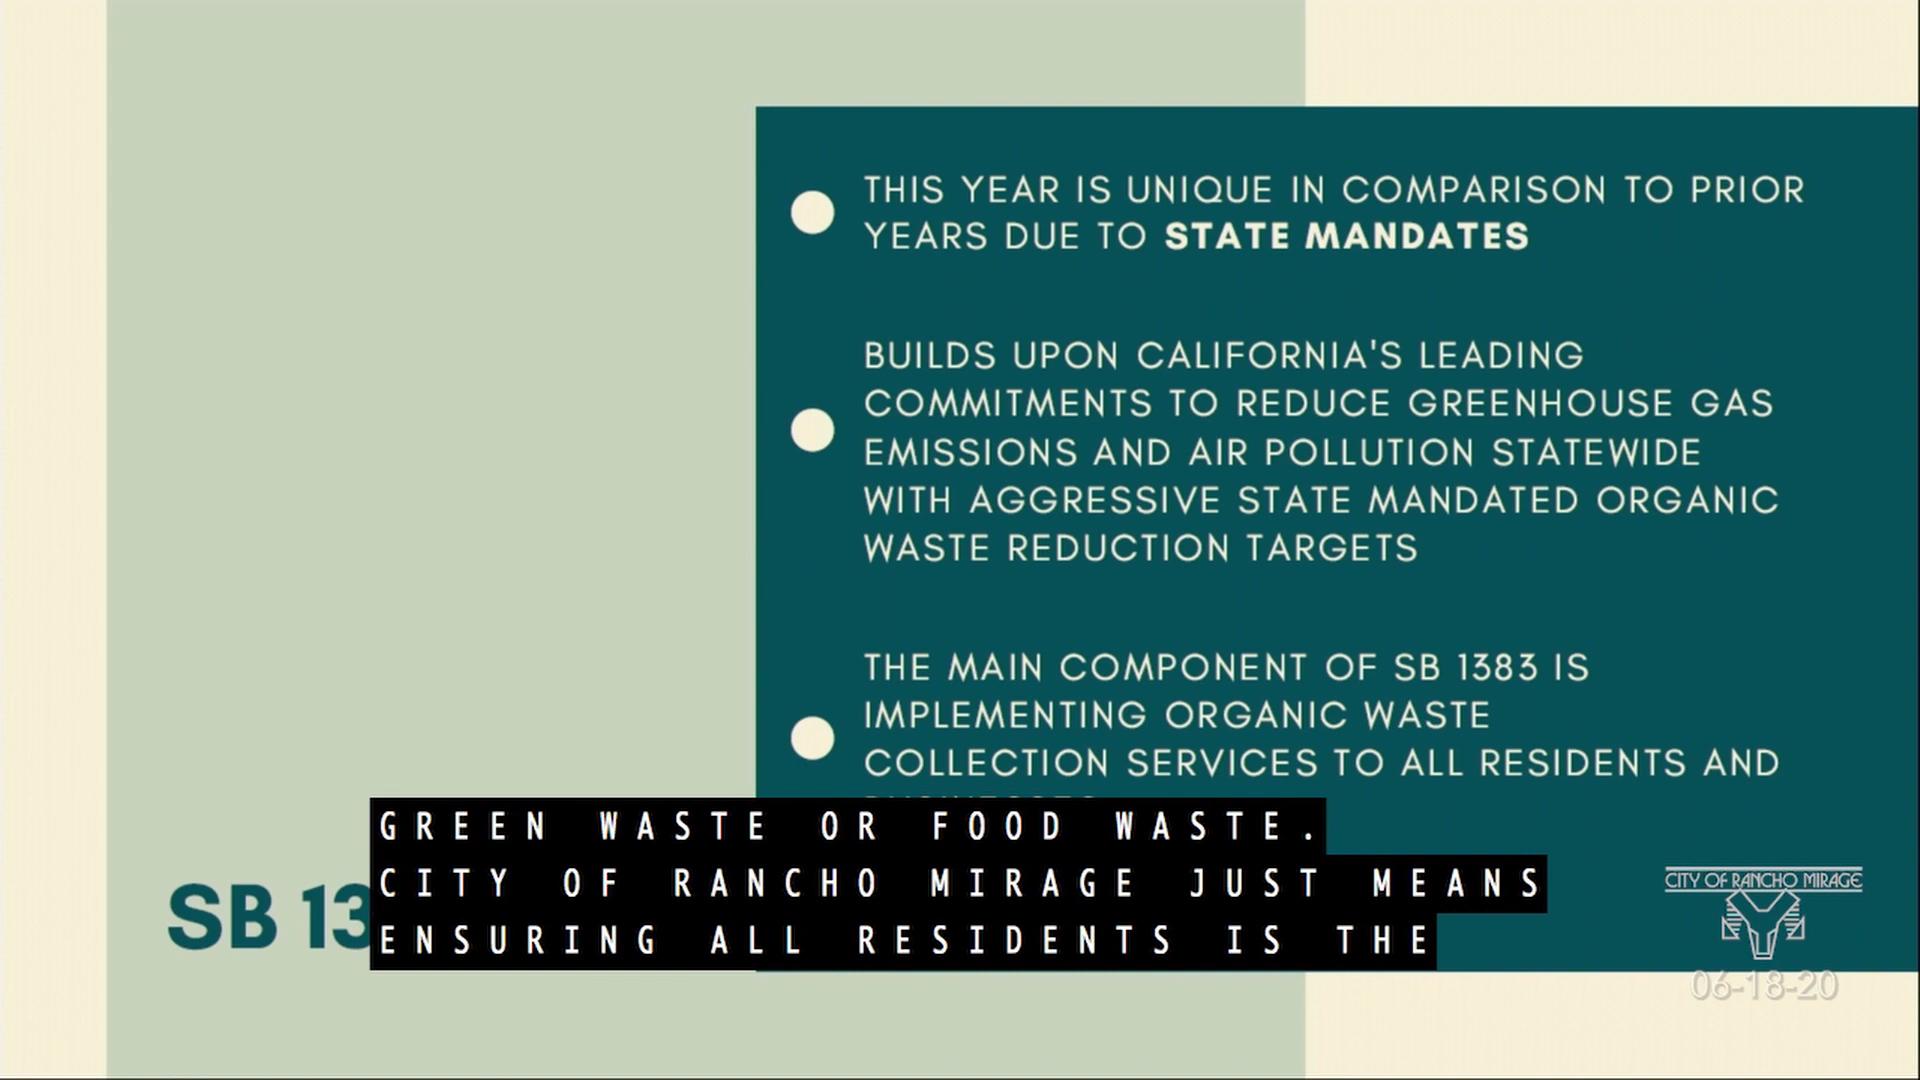 THIS YEAR IS UNIQUE IN COMPARISON TO PRIOR
YEARS DUE TO STATE MANDATES
BUILDS UPON CALIFORNIA'S LEADING
COMMITMENTS TO REDUCE GREENHOUSE GAS
EMISSIONS AND AIR POLLUTION STATEWIDE
WITH AGGRESSIVE STATE MANDATED ORGANIC
WASTE REDUCTION TARGETS
THE MAIN COMPONENT OF SB 1383 IS
IMPLEMENTING ORGANIC WASTE
COLLECTION SERVICES TO ALL RESIDENTS AND
SB 13
GREEN WASTE OR FOOD WASTE.
CITY OF RANCHO MIRAGE JUST MEANS
ENSURING ALL RESIDENTS IS THE
CITY OF RANCHO MIRAGE
06-18-20